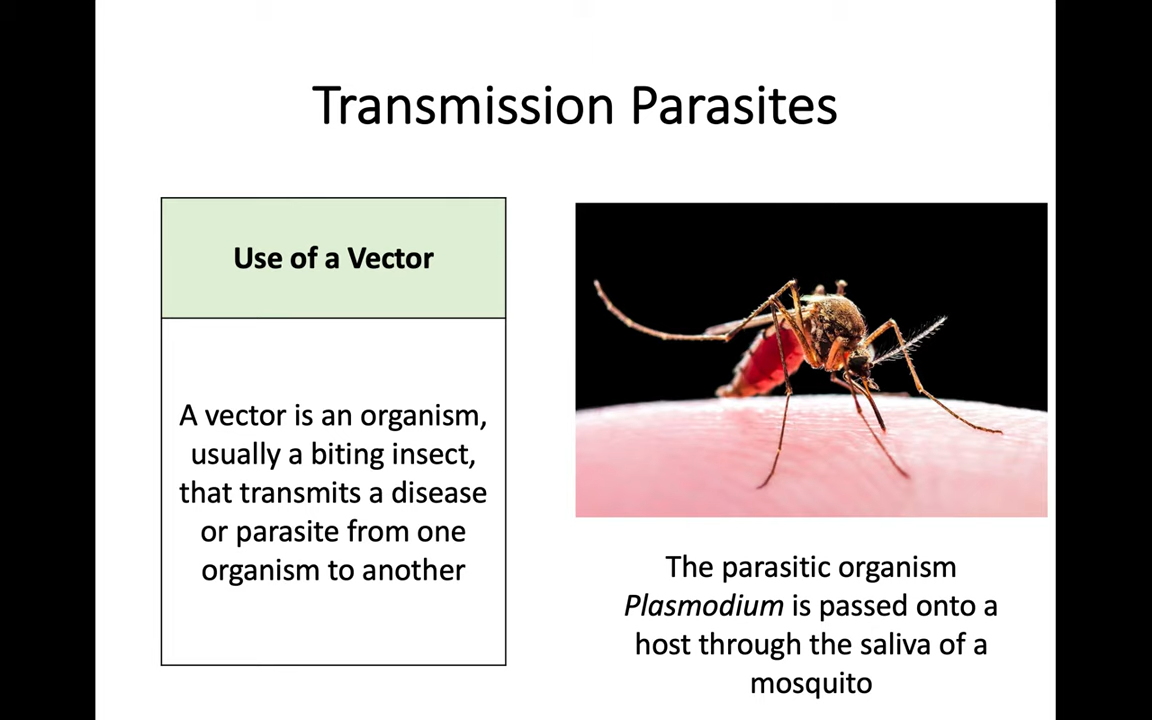 Transmission Parasites
Use of a Vector
A vector is an organism,
usually a biting insect,
that transmits a disease
or parasite from one
organism to another
The parasitic organism
Plasmodium is passed onto a
host through the saliva of a
mosquito